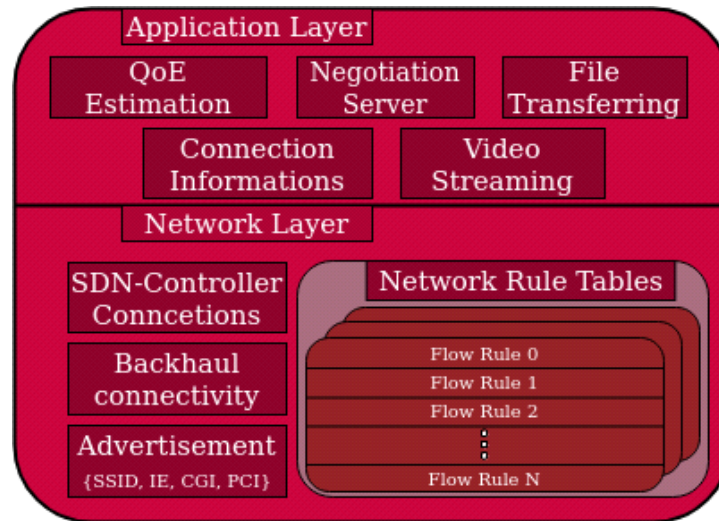 Application Layer
QoE
Estimation
Negotiation
Server
File
Transferring
Connection
Informations
Video
Streaming
Network Layer
SDN-Controller
Conncetions
Backhaul
connectivity
Advertisement
{SSID, IE, CGI, PCI}
Network Rule Tables
Flow Rule 0
Flow Rule 1
Flow Rule 2
Flow Rule N